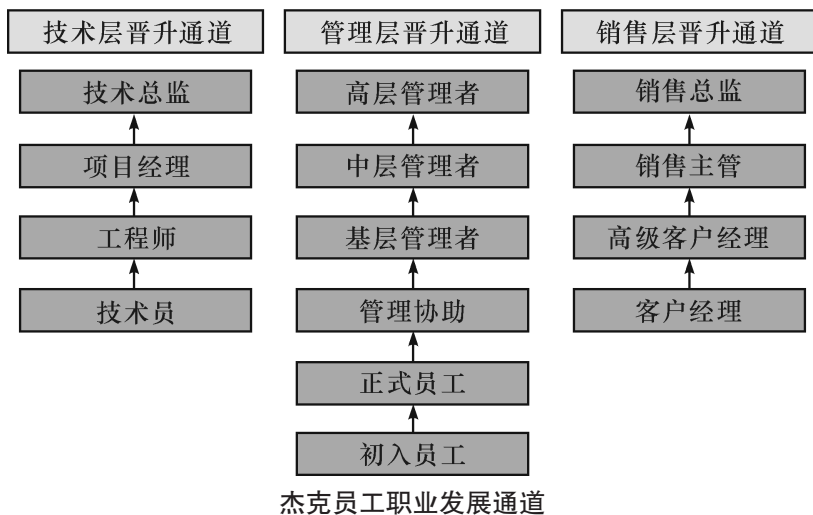 技术层晋升通道
技术总监
项目经理
工程师
技术员
管理层晋升通道
高层管理者
中层管理者
基层管理者
管理协助
正式员工
初入员工
销售层晋升通道
销售总监
销售主管
高级客户经理
客户经理
杰克员工职业发展通道